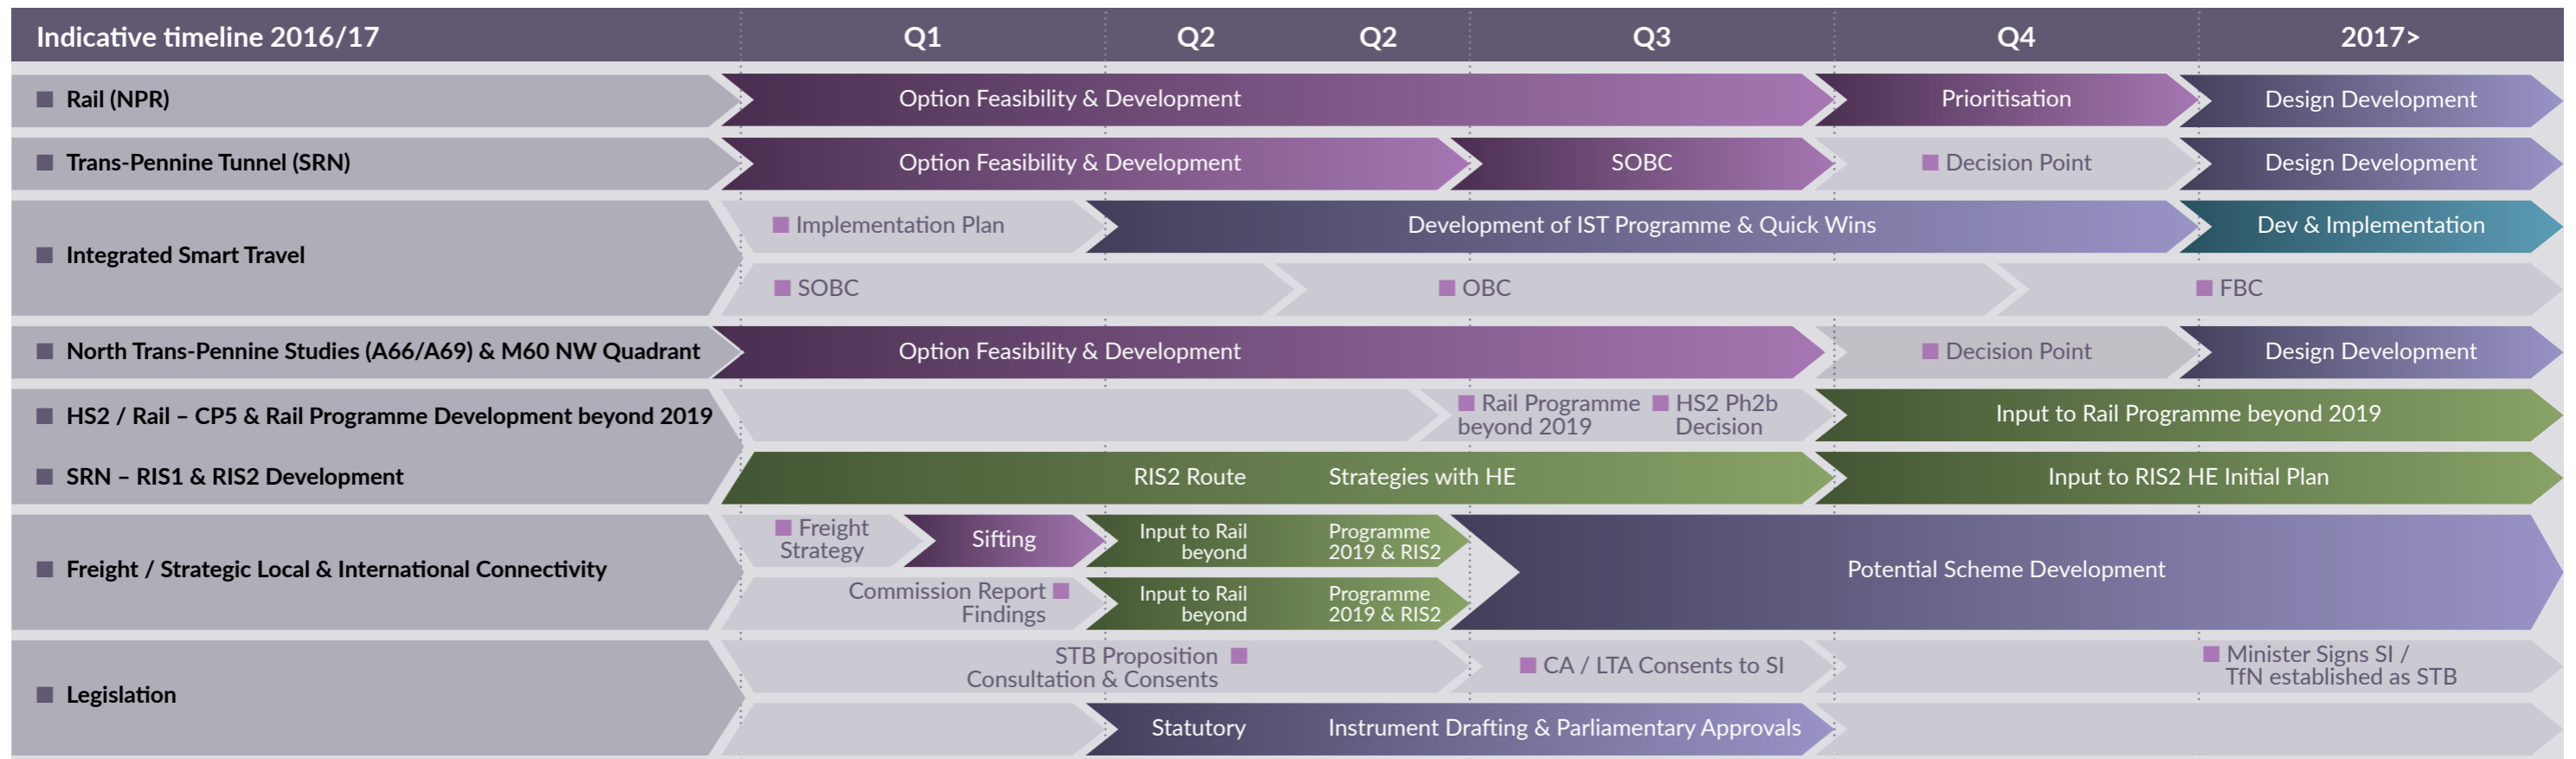 Indicative timeline 2016/17 Q1 Q2 Q2 Q3 Q4 2017>
Rail (NPR) Option Feasibility & Development Prioritisation Design Development
Trans-Pennine Tunnel (SRN) Option Feasibility & Development SOBC Decision Point Design Development
Integrated Smart Travel
Implementation Plan Development of IST Programme & Quick Wins Dev & Implementation
SOBC OBC FBC
North Trans-Pennine Studies (A66/A69) & M60 NW Quadrant Option Feasibility & Development Decision Point Design Development
HS2 / Rail – CP5 & Rail Programme Development beyond 2019
Rail Programme
beyond 2019
HS2 Ph2b
Decision
Input to Rail Programme beyond 2019
SRN – RIS1 & RIS2 Development RIS2 Route Strategies with HE Input to RIS2 HE Initial Plan
Freight / Strategic Local & International Connectivity
Freight
Strategy
Sifting
Input to Rail
beyond
Programme
2019 & RIS2
Commission Report
Findings
Input to Rail
beyond
Programme
2019 & RIS2
Potential Scheme Development
Legislation
STB Proposition
Consultation & Consents
CA / LTA Consents to SI
Minister Signs SI /
TfN established as STB
Statutory Instrument Drafting & Parliamentary Approvals